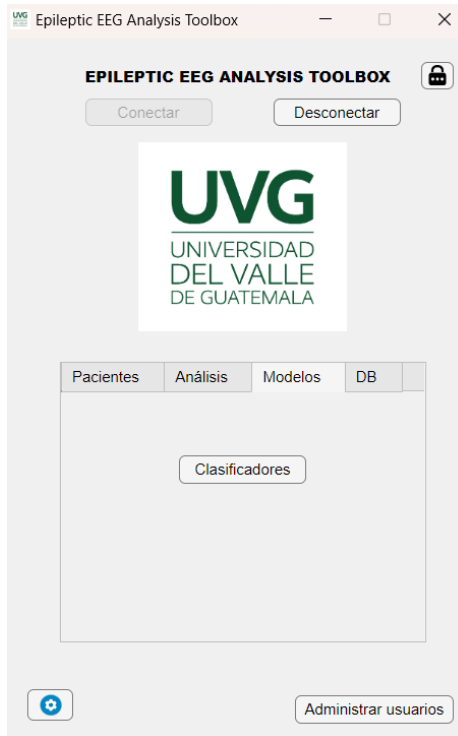 UVG Epileptic EEG Analysis Toolbox
EPILEPTIC EEG ANALYSIS TOOLBOX
Conectar Desconectar
UVG
UNIVERSIDAD
DEL VALLE
DE GUATEMALA
Pacientes Análisis Modelos DB
Clasificadores
Administrar usuarios